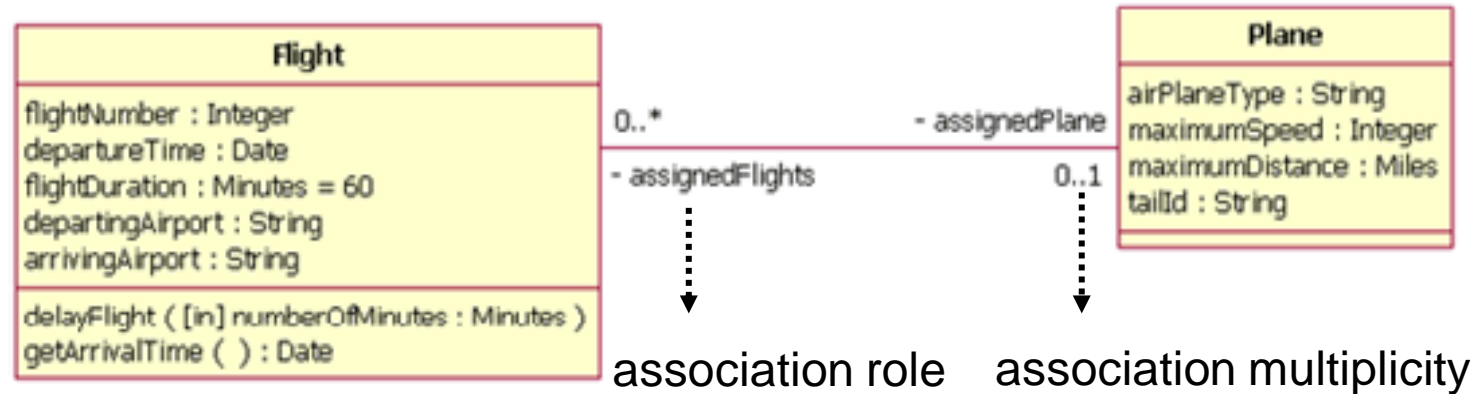 Flight
flightNumber : Integer
departureTime : Date
flightDuration : Minutes = 60
departingAirport : String
arrivingAirport : String
delayFlight ( [in] numberOfMinutes : Minutes )
getArrivalTime ( ) : Date
0..*
- assignedPlane
- assignedFlights
0..1
Plane
airPlaneType : String
maximumSpeed : Integer
maximumDistance : Miles
tailId : String
association role
association multiplicity